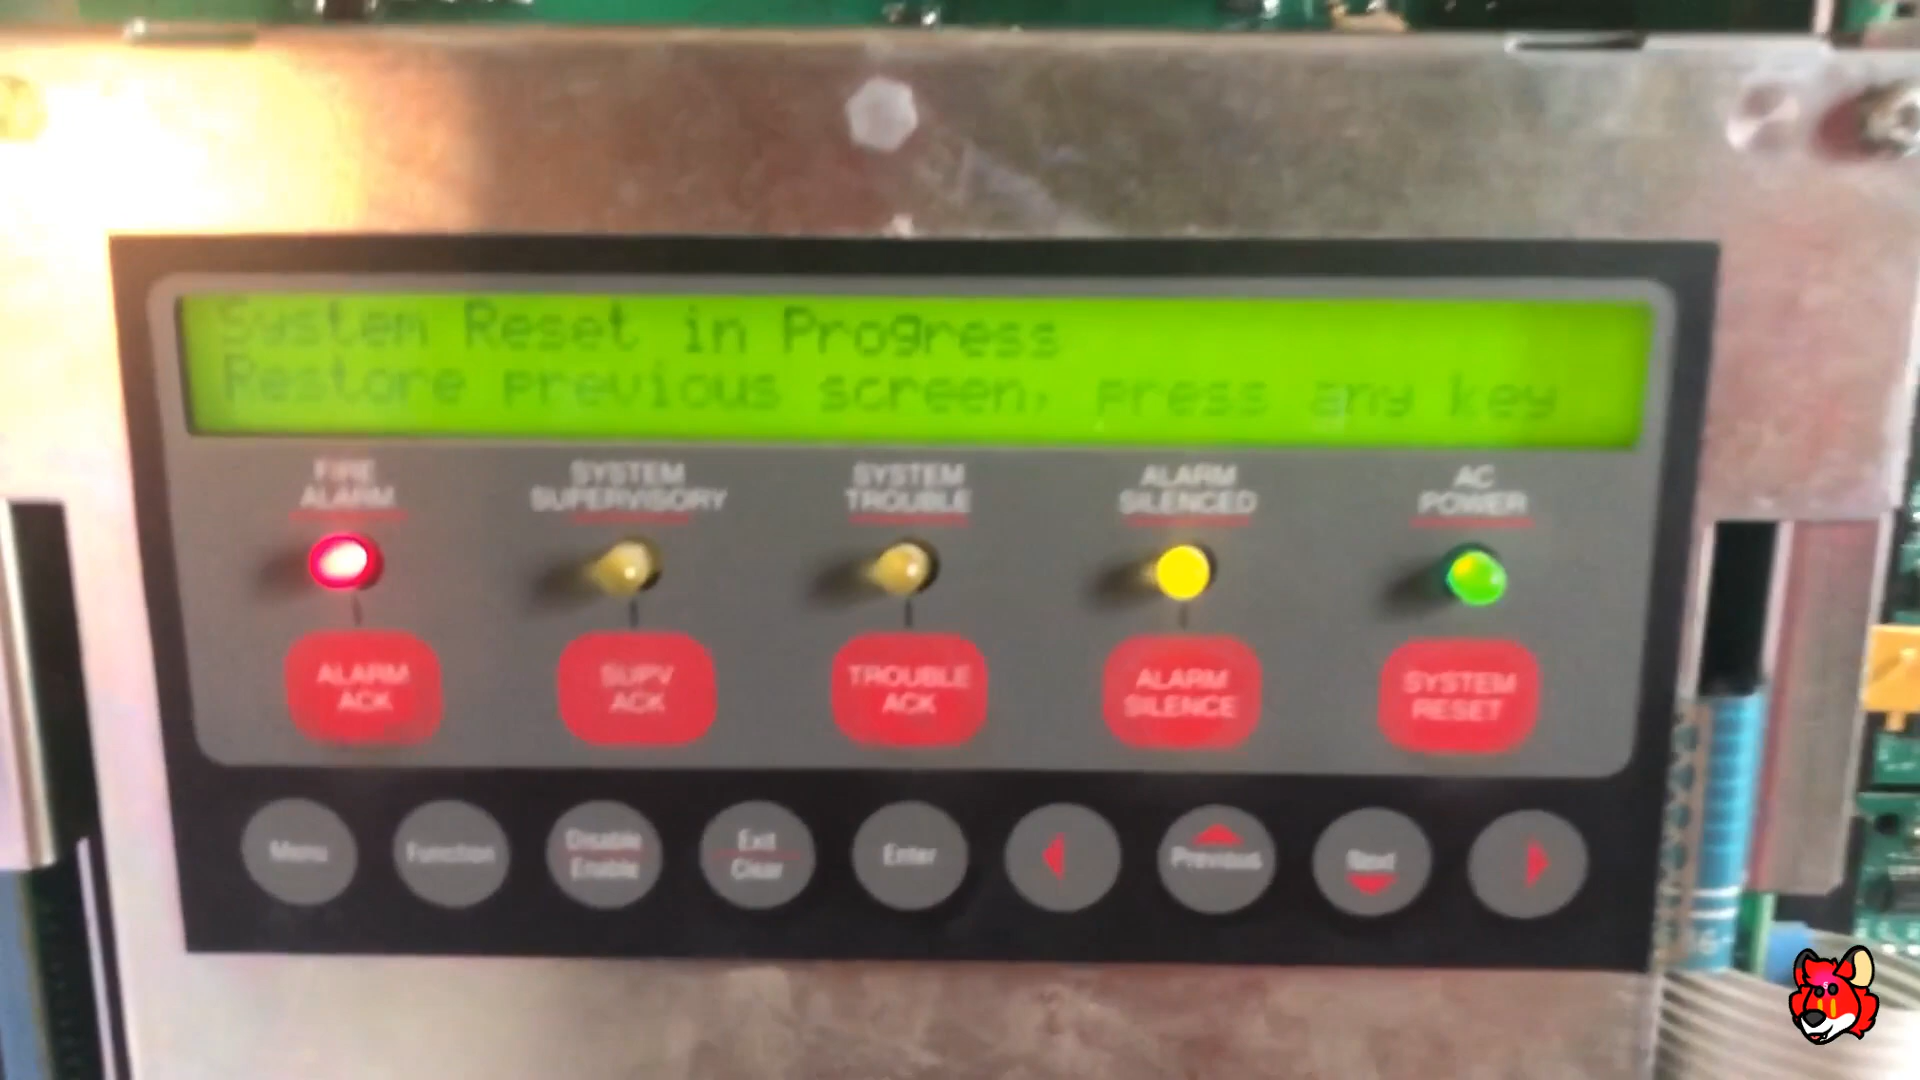 System Reset in Progress
Restore previous screen, press any key
FIRE
ALARM
SYSTEM
SUPERVISORY
SYSTEM
TROUBLE
ALARM
SILENCED
AC
POWER
ALARM
ACK
SUPV
ACK
TROUBLE
ACK
ALARM
SILENCE
SYSTEM
RESET
Menu
Function
Disable
Enable
Exit
Clear
Enter
Previous
Next